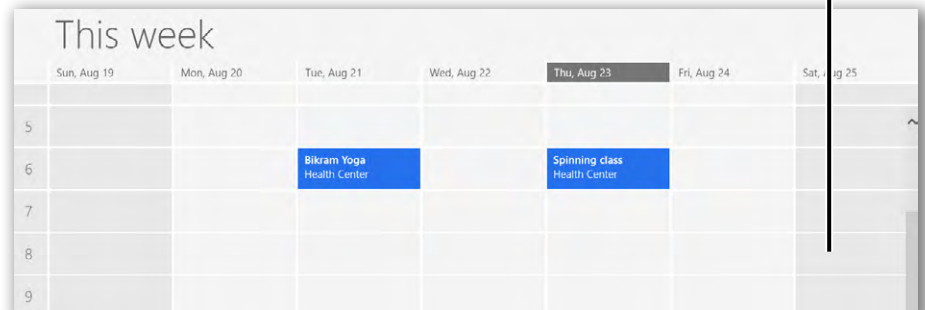 This week
Sun, Aug 19 Mon, Aug 20 Tue, Aug 21 Wed, Aug 22 Thu, Aug 23 Fri, Aug 24 Sat, Aug 25
5
6 Bikram Yoga Spinning class
Health Center Health Center
7
8
9